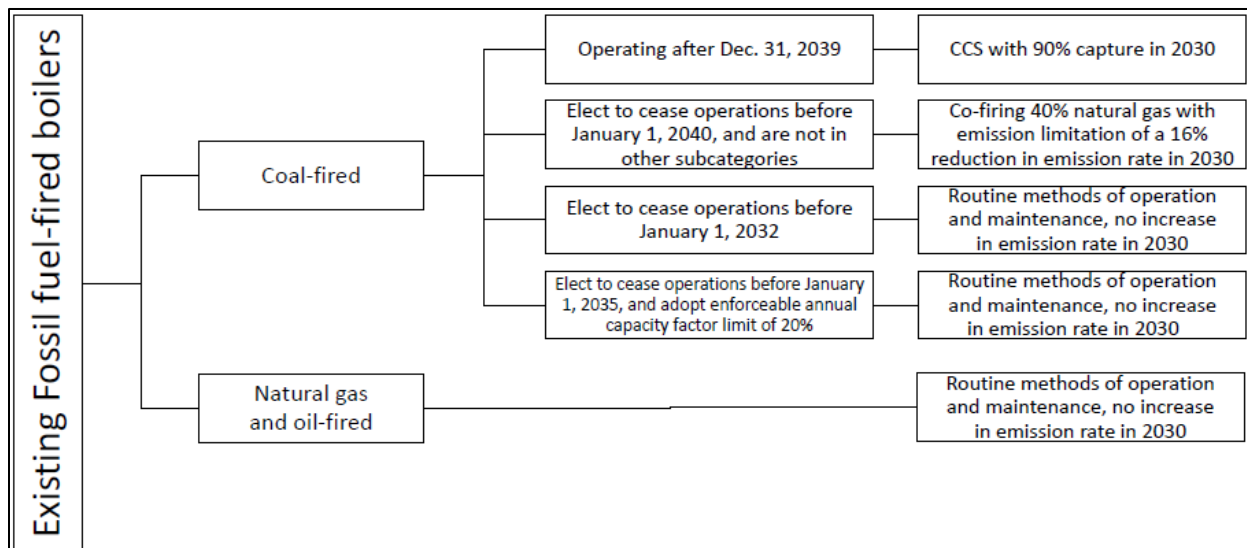 Existing Fossil fuel-fired boilers
Coal-fired
Operating after Dec. 31, 2039
CCS with 90% capture in 2030
Elect to cease operations before
January 1, 2040, and are not in
other subcategories
Co-firing 40% natural gas with
emission limitation of a 16%
reduction in emission rate in 2030
Elect to cease operations before
January 1, 2032
Routine methods of operation
and maintenance, no increase
in emission rate in 2030
Elect to cease operations before January
1, 2035, and adopt enforceable annual
capacity factor limit of 20%
Routine methods of operation
and maintenance, no increase
in emission rate in 2030
Natural gas
and oil-fired
Routine methods of operation
and maintenance, no increase
in emission rate in 2030